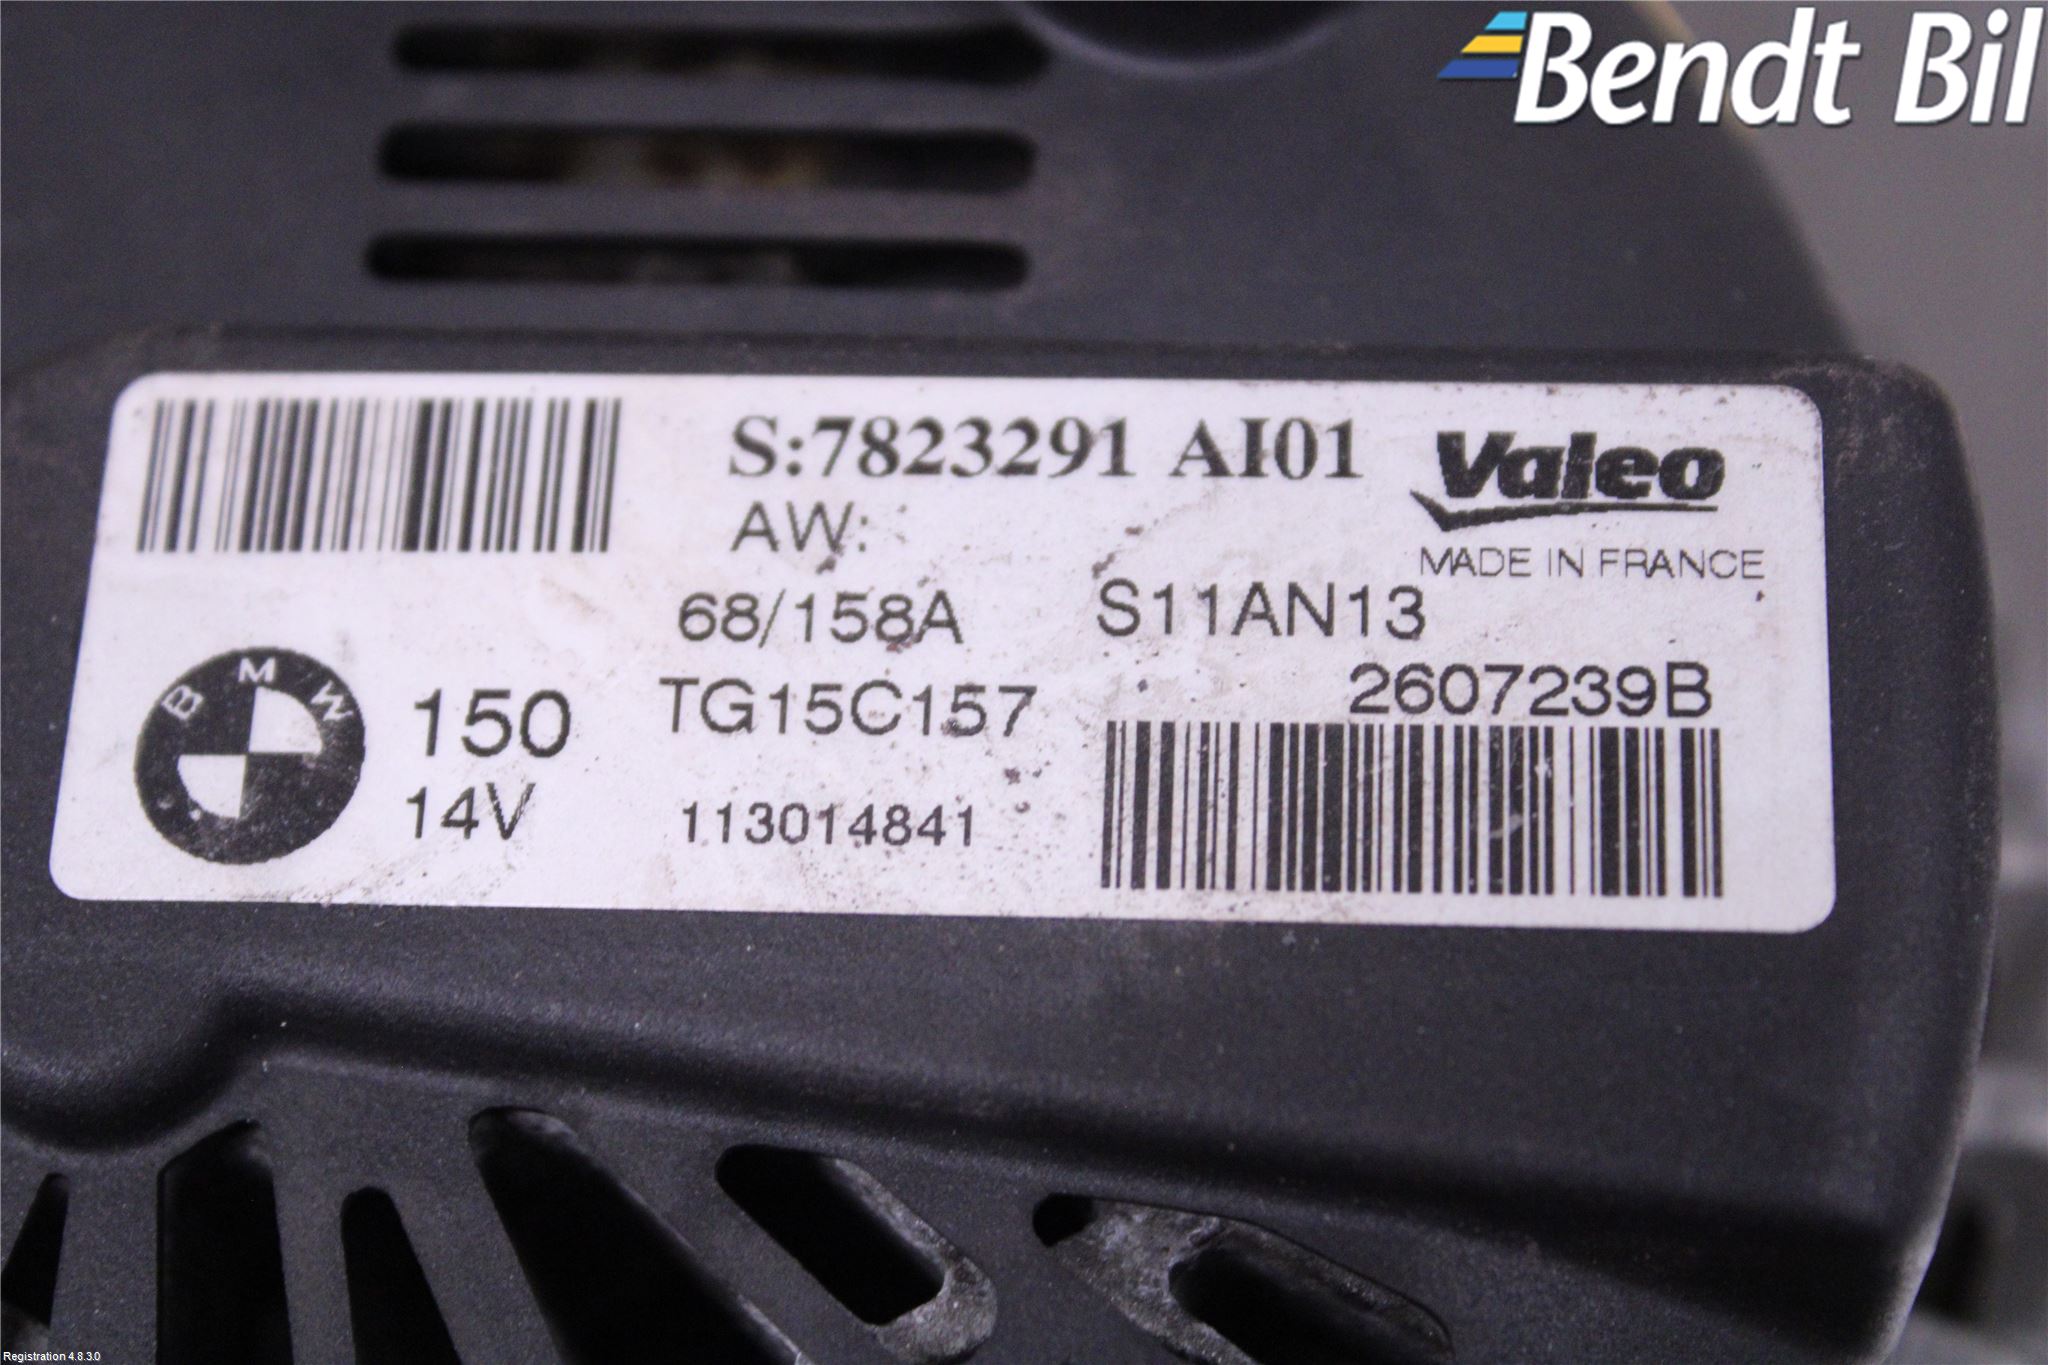 Bendt Bil
S:7823291 AI01
Valeo
AW:
MADE IN FRANCE
68/158A S11AN13
BMW
150 TG15C157 2607239B
14V 113014841
Registration 4.8.3.0